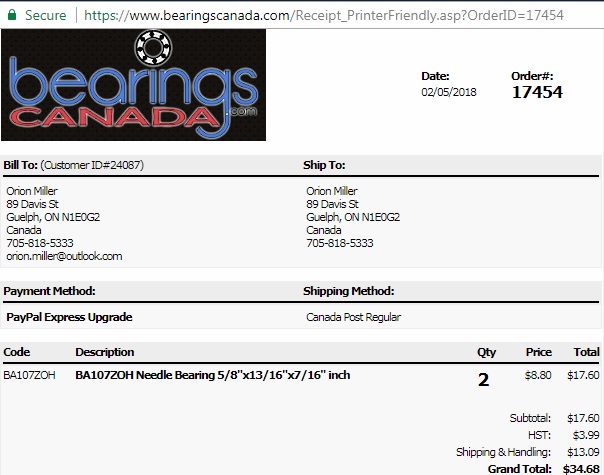 Secure https://www.bearingscanada.com/Receipt_PrinterFriendly.asp?OrderID=17454
bearings
CANADA.com
Date: Order#:
02/05/2018 17454
Bill To: (Customer ID#24087) Ship To:
Orion Miller Orion Miller
89 Davis St 89 Davis St
Guelph, ON N1E0G2 Guelph, ON N1E0G2
Canada Canada
705-818-5333 705-818-5333
orion.miller@outlook.com
Payment Method: Shipping Method:
PayPal Express Upgrade Canada Post Regular
Code Description Qty Price Total
BA107ZOH BA107ZOH Needle Bearing 5/8"x13/16"x7/16" inch 2 $8.80 $17.60
Subtotal: $17.60
HST: $3.99
Shipping & Handling: $13.09
Grand Total: $34.68